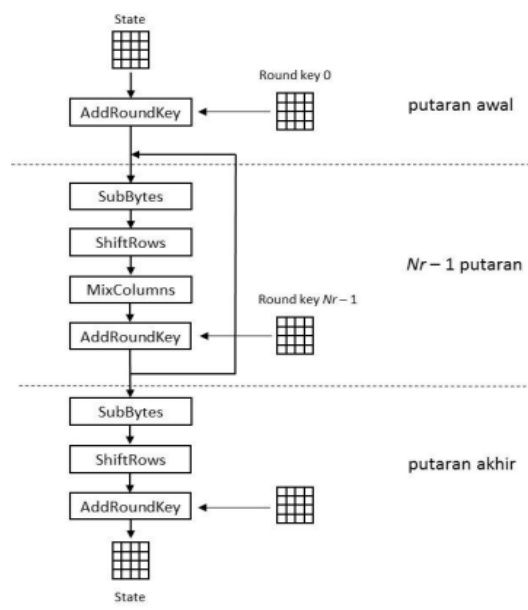 State
Round key 0
AddRoundKey
putaran awal
SubBytes
ShiftRows
Nr – 1 putaran
MixColumns
Round key Nr – 1
AddRoundKey
SubBytes
ShiftRows
putaran akhir
AddRoundKey
State